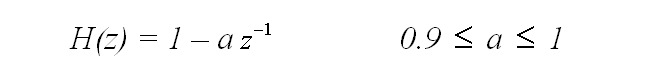 H(z) = 1 – a z⁻¹ 0.9 ≤ a ≤ 1